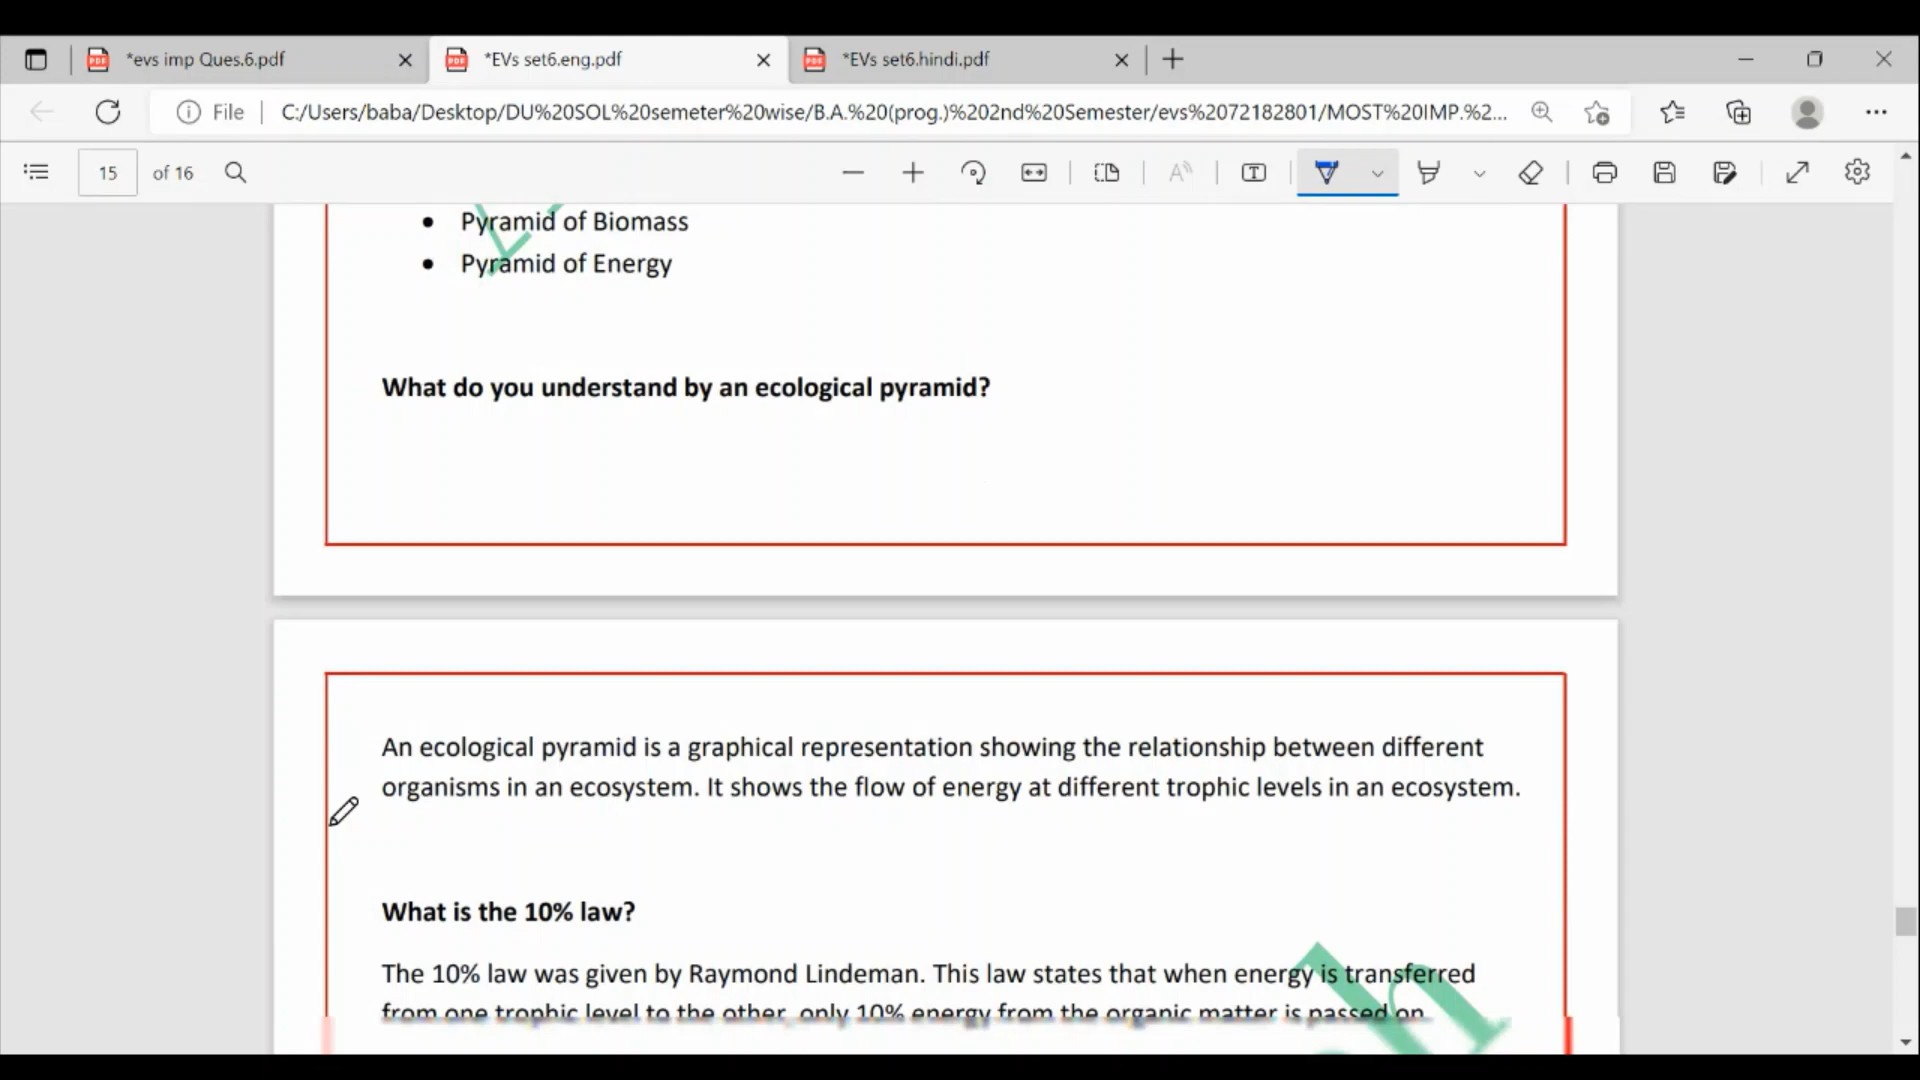 *evs imp Ques.6.pdf
*EVs set6.eng.pdf
*EVs set6.hindi.pdf
File
C:/Users/baba/Desktop/DU%20SOL%20semeter%20wise/B.A.%20(prog.)%202nd%20Semester/evs%2072182801/MOST%20IMP.%2...
15 of 16
• Pyramid of Biomass
• Pyramid of Energy
What do you understand by an ecological pyramid?
An ecological pyramid is a graphical representation showing the relationship between different
organisms in an ecosystem. It shows the flow of energy at different trophic levels in an ecosystem.
What is the 10% law?
The 10% law was given by Raymond Lindeman. This law states that when energy is transferred
from one trophic level to the other, only 10% energy from the organic matter is passed on